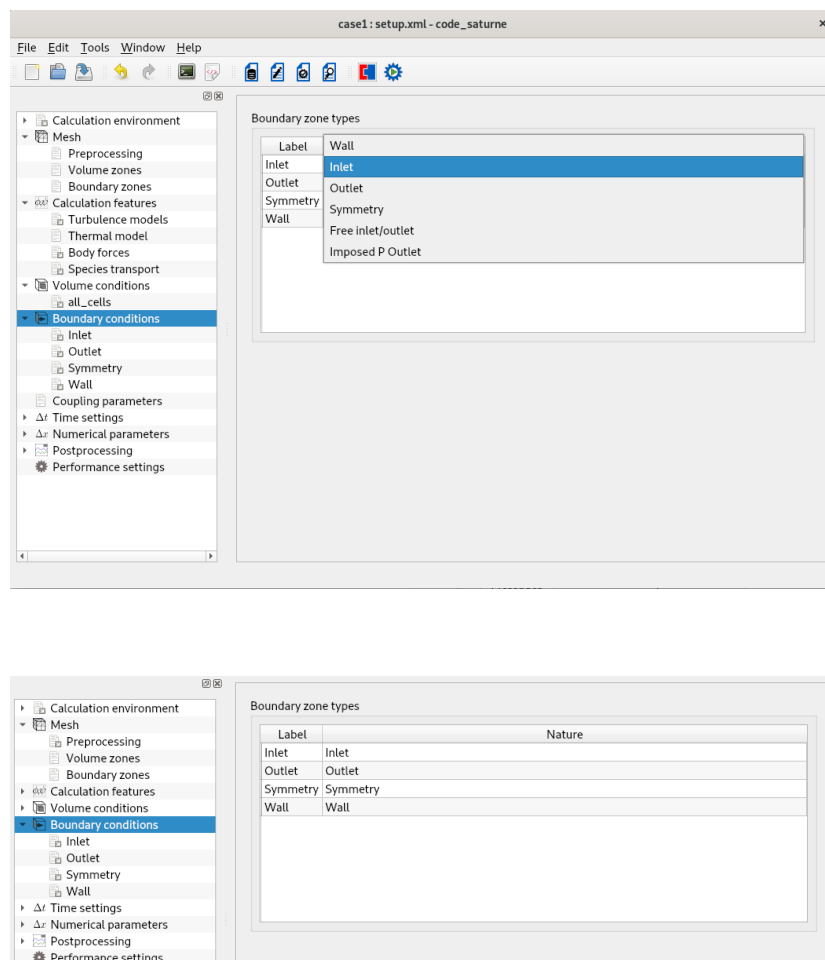 case1 : setup.xml - code_saturne
File Edit Tools Window Help
Calculation environment
Mesh
Preprocessing
Volume zones
Boundary zones
Calculation features
Turbulence models
Thermal model
Body forces
Species transport
Volume conditions
all_cells
Boundary conditions
Inlet
Outlet
Symmetry
Wall
Coupling parameters
Δt Time settings
Δx Numerical parameters
Postprocessing
Performance settings
Boundary zone types
Label
Inlet
Outlet
Symmetry
Wall
Wall
Inlet
Outlet
Symmetry
Free inlet/outlet
Imposed P Outlet
Calculation environment
Mesh
Preprocessing
Volume zones
Boundary zones
Calculation features
Volume conditions
Boundary conditions
Inlet
Outlet
Symmetry
Wall
Δt Time settings
Δx Numerical parameters
Postprocessing
Performance settings
Boundary zone types
Label Nature
Inlet Inlet
Outlet Outlet
Symmetry Symmetry
Wall Wall